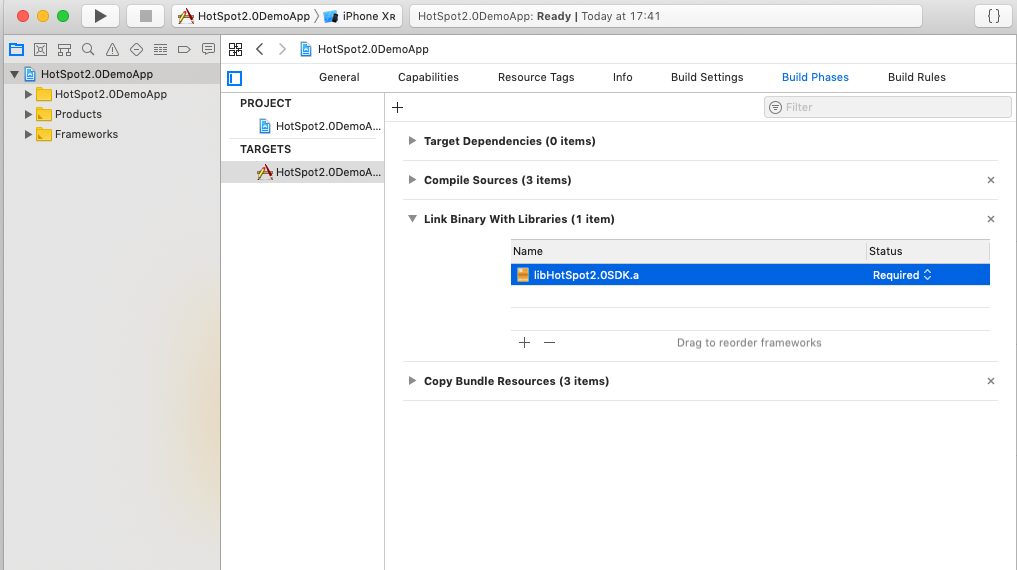 HotSpot2.0DemoApp iPhone XR HotSpot2.0DemoApp: Ready | Today at 17:41 {}
HotSpot2.0DemoApp
HotSpot2.0DemoApp
HotSpot2.0DemoApp
Products
Frameworks
General Capabilities Resource Tags Info Build Settings Build Phases Build Rules
PROJECT
HotSpot2.0DemoA...
TARGETS
HotSpot2.0DemoA...
Filter
Target Dependencies (0 items)
Compile Sources (3 items)
Link Binary With Libraries (1 item)
Name Status
libHotSpot2.0SDK.a Required
Drag to reorder frameworks
Copy Bundle Resources (3 items)